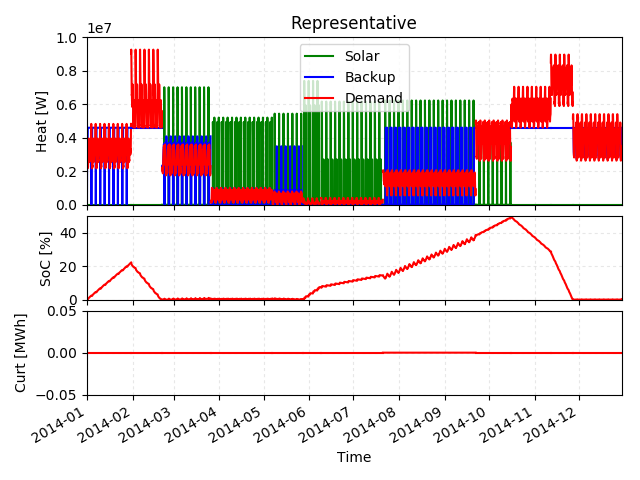 Representative
1e7
1.0
0.8
0.6
0.4
0.2
0.0
Heat [W]
Solar
Backup
Demand
40
20
0
SoC [%]
0.05
0.00
−0.05
Curt [MWh]
2014-01
2014-02
2014-03
2014-04
2014-05
2014-06
2014-07
2014-08
2014-09
2014-10
2014-11
2014-12
Time